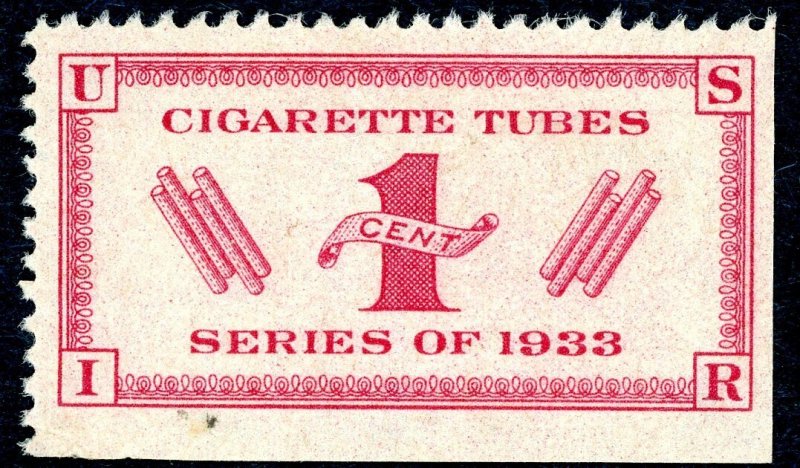 U S
CIGARETTE TUBES
1
CENT
SERIES OF 1933
I R